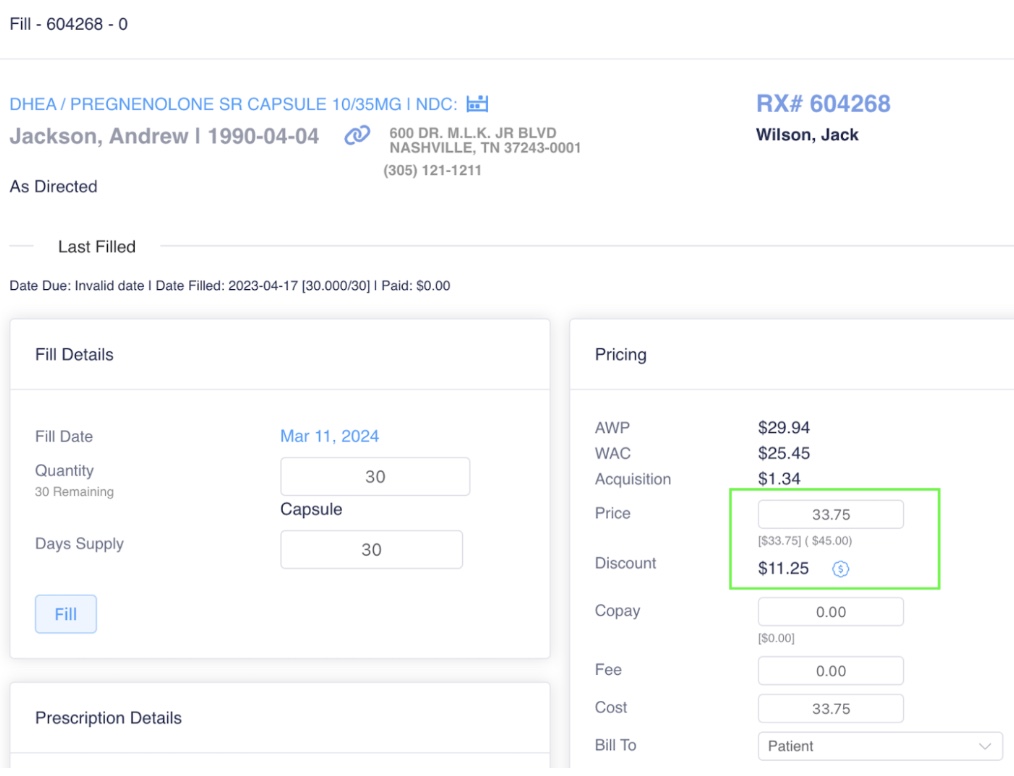 Fill - 604268 - 0
DHEA / PREGNENOLONE SR CAPSULE 10/35MG | NDC:
RX# 604268
Jackson, Andrew | 1990-04-04
600 DR. M.L.K. JR BLVD
NASHVILLE, TN 37243-0001
(305) 121-1211
Wilson, Jack
As Directed
Last Filled
Date Due: Invalid date | Date Filled: 2023-04-17 [30.000/30] | Paid: $0.00
Fill Details
Fill Date Mar 11, 2024
Quantity 30
30 Remaining
Capsule
Days Supply 30
Fill
Prescription Details
Pricing
AWP $29.94
WAC $25.45
Acquisition $1.34
Price 33.75
[$33.75] ( $45.00)
Discount $11.25 $
Copay 0.00
[$0.00]
Fee 0.00
Cost 33.75
Bill To Patient